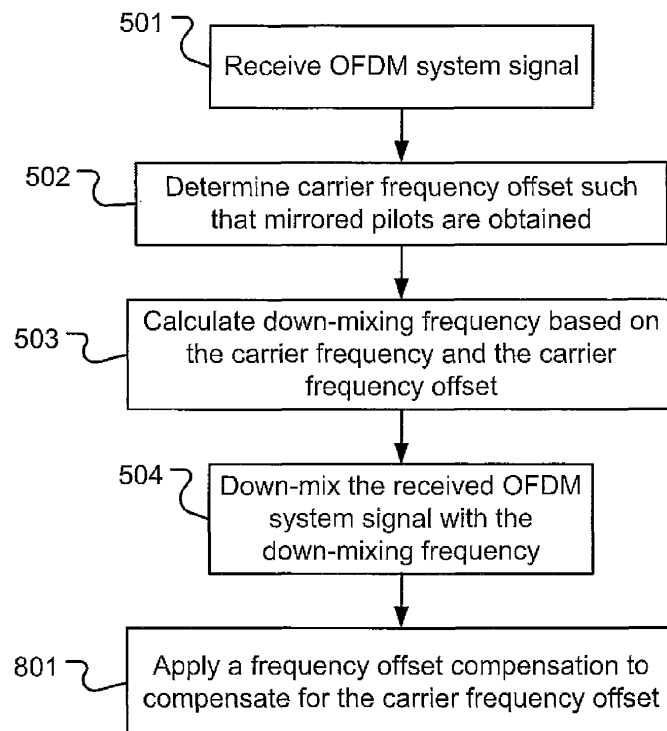 501
Receive OFDM system signal
502
Determine carrier frequency offset such
that mirrored pilots are obtained
503
Calculate down-mixing frequency based on
the carrier frequency and the carrier
frequency offset
504
Down-mix the received OFDM
system signal with the
down-mixing frequency
801
Apply a frequency offset compensation to
compensate for the carrier frequency offset